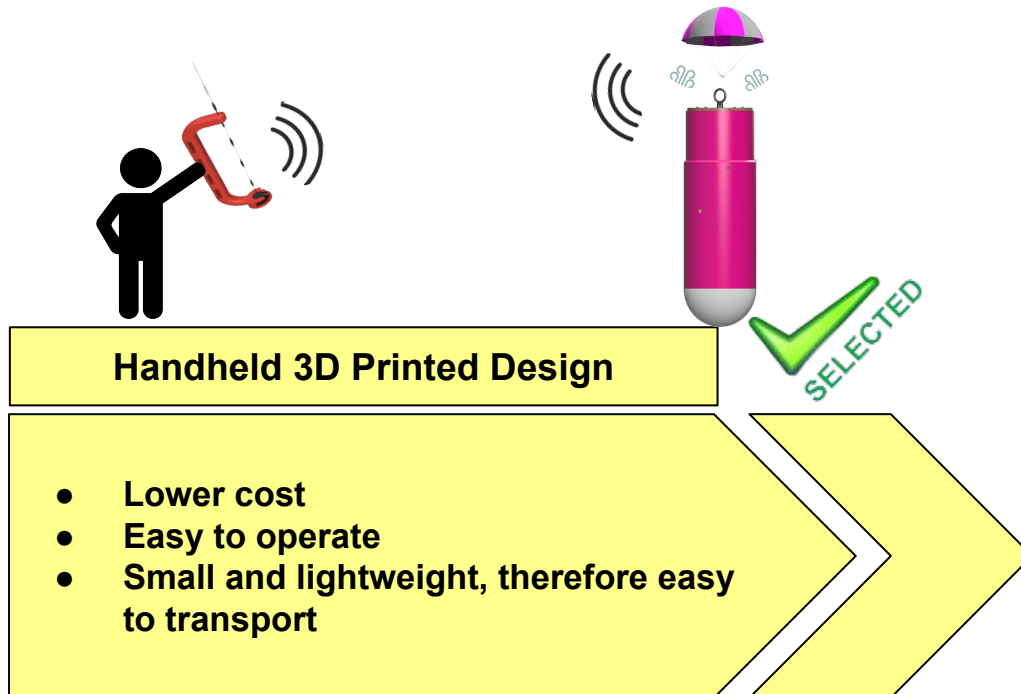 SELECTED
Handheld 3D Printed Design
● Lower cost
● Easy to operate
● Small and lightweight, therefore easy
to transport